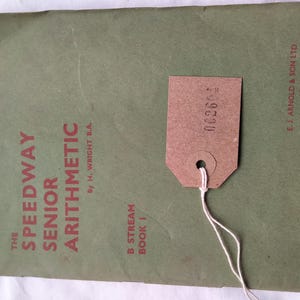 THE
SPEEDWAY
SENIOR
ARITHMETIC
by H. WRIGHT B.A.
B STREAM
BOOK 1
E. J. ARNOLD & SON LTD.